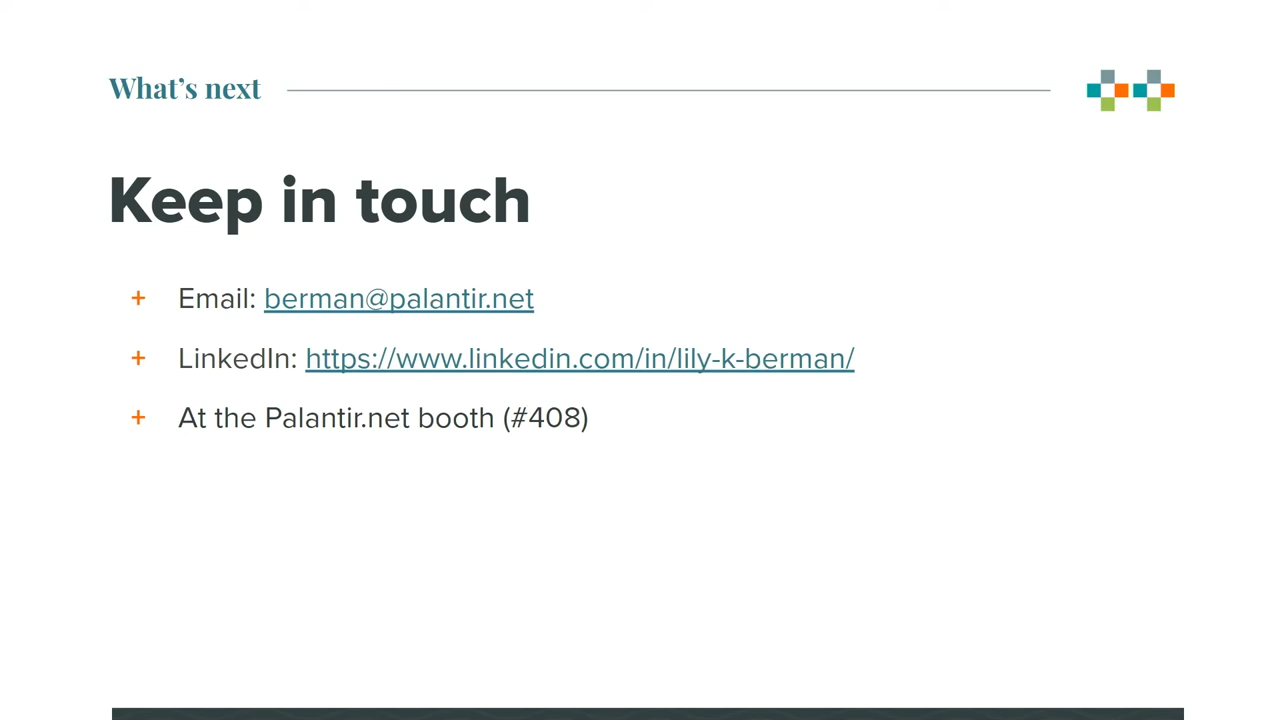 What’s next
Keep in touch
+ Email: berman@palantir.net
+ LinkedIn: https://www.linkedin.com/in/lily-k-berman/
+ At the Palantir.net booth (#408)